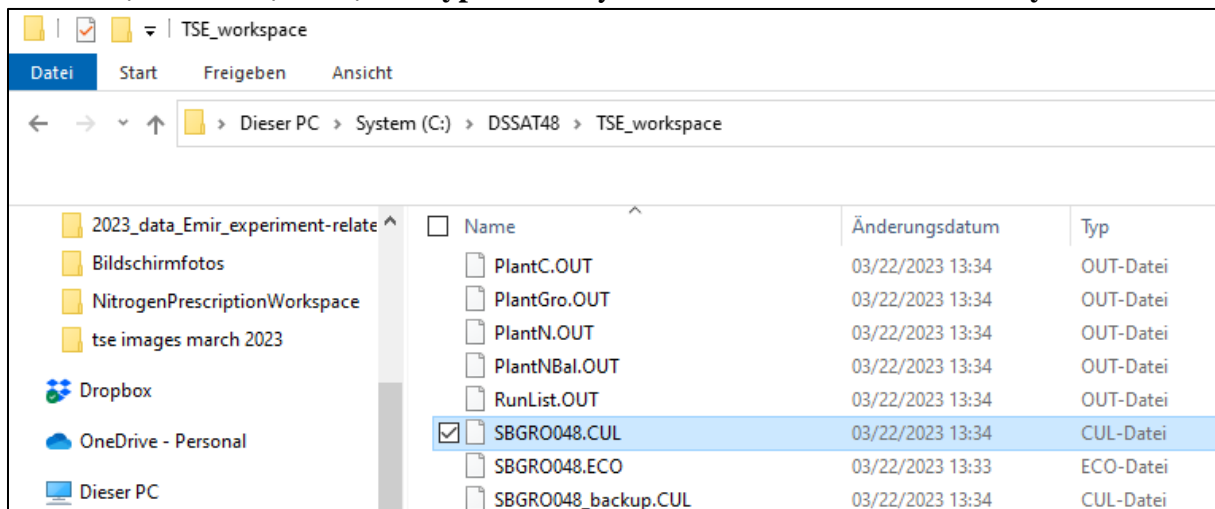 TSE_workspace
Datei Start Freigeben Ansicht
Dieser PC > System (C:) > DSSAT48 > TSE_workspace
2023_data_Emir_experiment-relate
Bildschirmfotos
NitrogenPrescriptionWorkspace
tse images march 2023
Dropbox
OneDrive - Personal
Dieser PC
Name Änderungsdatum Typ
PlantC.OUT 03/22/2023 13:34 OUT-Datei
PlantGro.OUT 03/22/2023 13:34 OUT-Datei
PlantN.OUT 03/22/2023 13:34 OUT-Datei
PlantNBal.OUT 03/22/2023 13:34 OUT-Datei
RunList.OUT 03/22/2023 13:34 OUT-Datei
SBGRO048.CUL 03/22/2023 13:34 CUL-Datei
SBGRO048.ECO 03/22/2023 13:33 ECO-Datei
SBGRO048_backup.CUL 03/22/2023 13:34 CUL-Datei